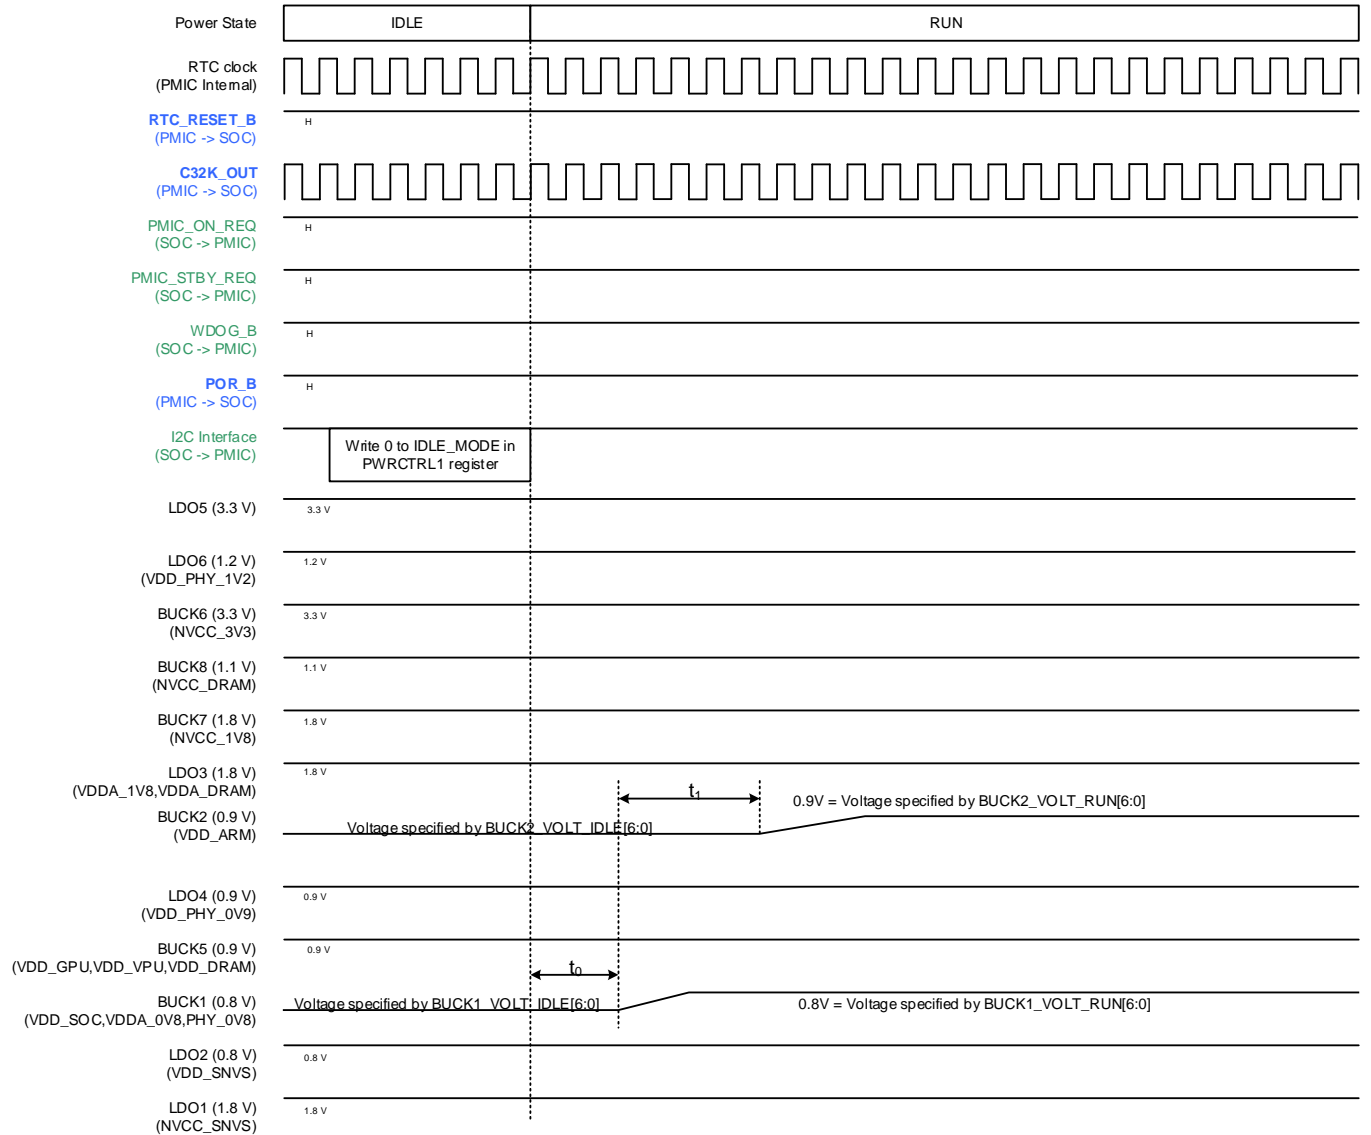 Power State
IDLE
RUN
RTC clock
(PMIC Internal)
RTC_RESET_B
(PMIC -> SOC)
H
C32K_OUT
(PMIC -> SOC)
PMIC_ON_REQ
(SOC -> PMIC)
H
PMIC_STBY_REQ
(SOC -> PMIC)
H
WDOG_B
(SOC -> PMIC)
H
POR_B
(PMIC -> SOC)
H
I2C Interface
(SOC -> PMIC)
Write 0 to IDLE_MODE in
PWRCTRL1 register
LDO5 (3.3 V)
3.3 V
LDO6 (1.2 V)
(VDD_PHY_1V2)
1.2 V
BUCK6 (3.3 V)
(NVCC_3V3)
3.3 V
BUCK8 (1.1 V)
(NVCC_DRAM)
1.1 V
BUCK7 (1.8 V)
(NVCC_1V8)
1.8 V
LDO3 (1.8 V)
(VDDA_1V8,VDDA_DRAM)
1.8 V
t1
BUCK2 (0.9 V)
(VDD_ARM)
Voltage specified by BUCK2_VOLT_IDLE[6:0]
0.9V = Voltage specified by BUCK2_VOLT_RUN[6:0]
LDO4 (0.9 V)
(VDD_PHY_0V9)
0.9 V
BUCK5 (0.9 V)
(VDD_GPU,VDD_VPU,VDD_DRAM)
0.9 V
t0
BUCK1 (0.8 V)
(VDD_SOC,VDDA_0V8,PHY_0V8)
Voltage specified by BUCK1_VOLT_IDLE[6:0]
0.8V = Voltage specified by BUCK1_VOLT_RUN[6:0]
LDO2 (0.8 V)
(VDD_SNVS)
0.8 V
LDO1 (1.8 V)
(NVCC_SNVS)
1.8 V